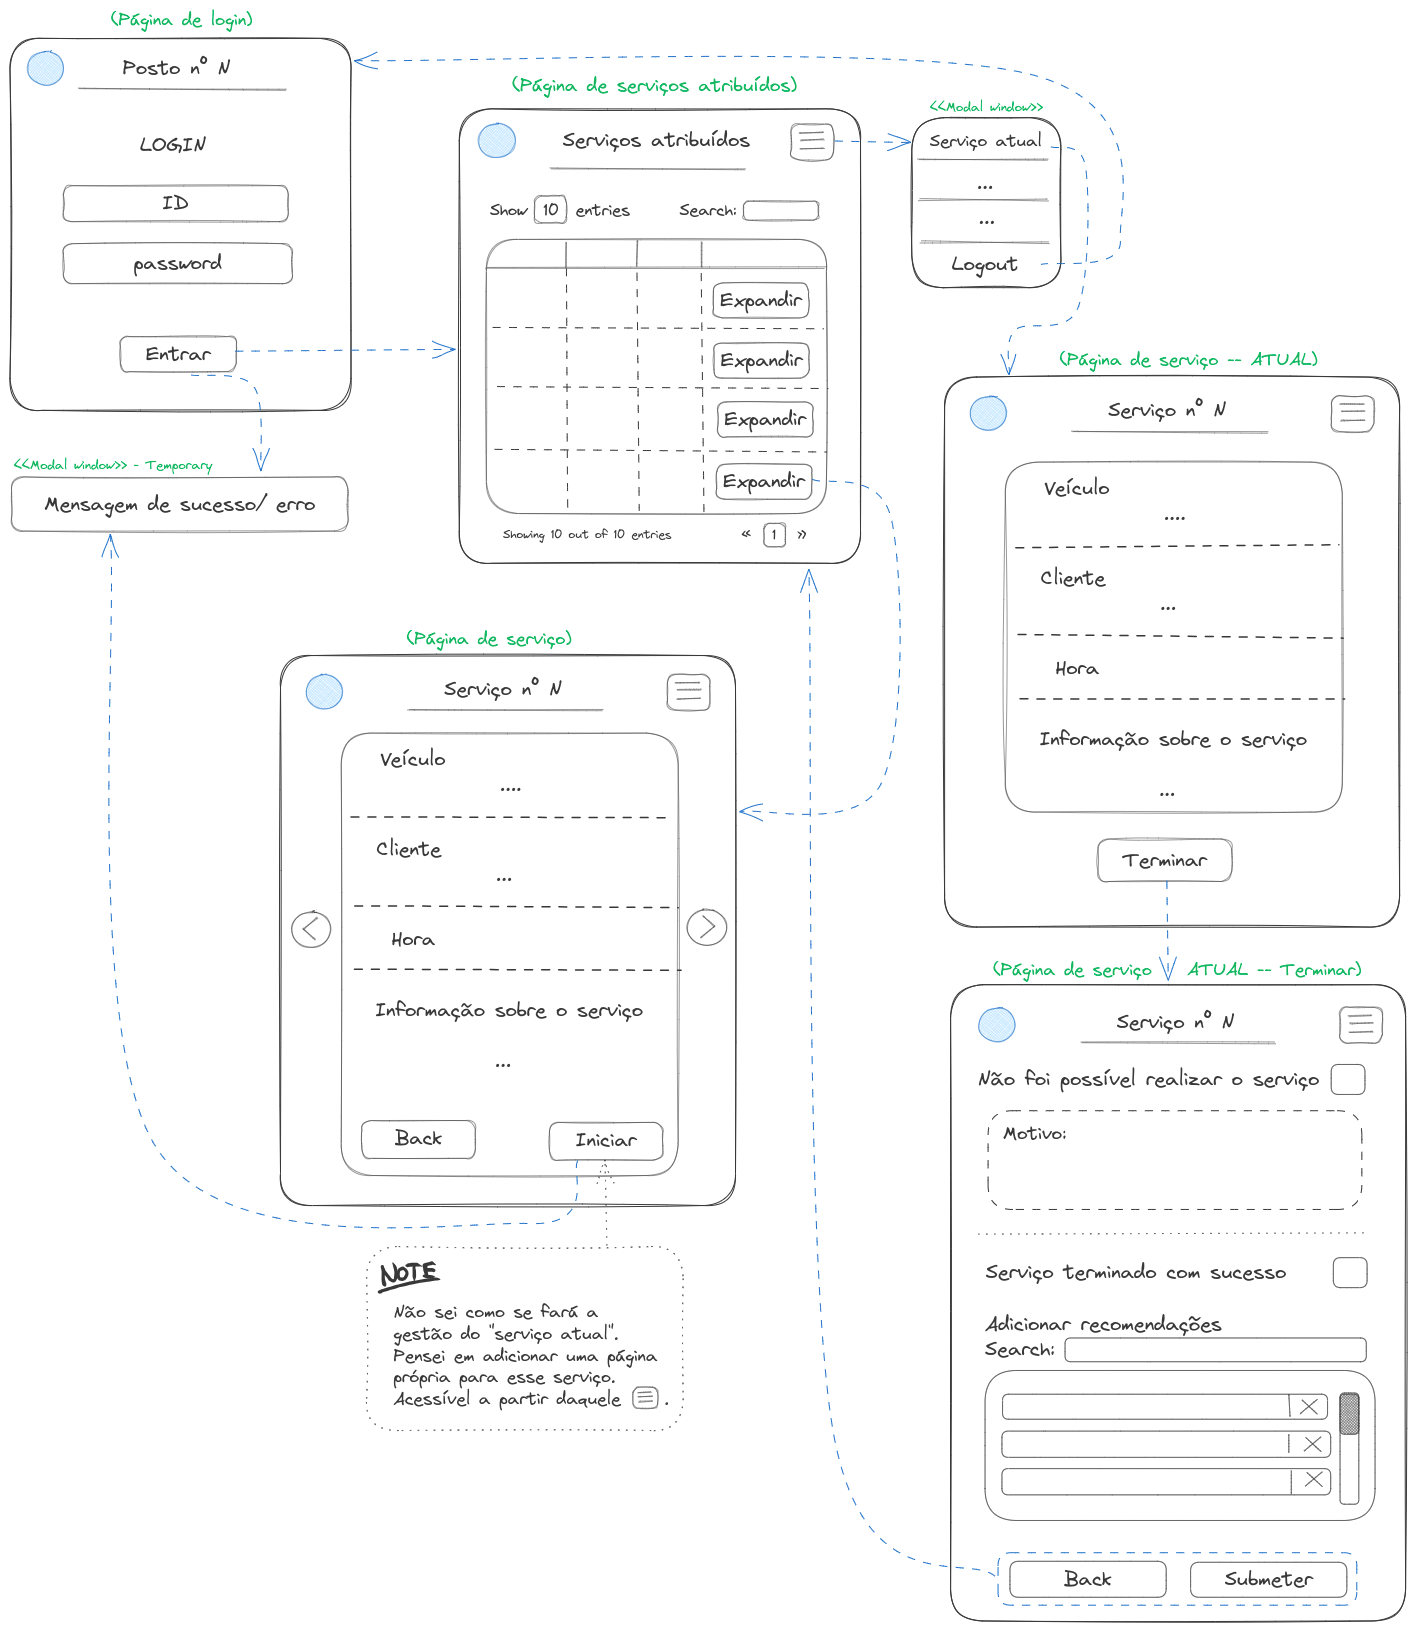 (Página de login)
Posto nº N
LOGIN
ID
password
Entrar
<<Modal window>> - Temporary
Mensagem de sucesso/ erro
(Página de serviços atribuídos)
Serviços atribuídos
Show 10 entries
Search:
Expandir
Expandir
Expandir
Expandir
Showing 10 out of 10 entries
« 1 »
<<Modal window>>
Serviço atual
...
...
Logout
(Página de serviço -- ATUAL)
Serviço nº N
Veículo
....
Cliente
...
Hora
Informação sobre o serviço
...
Terminar
(Página de serviço)
Serviço nº N
Veículo
....
Cliente
...
Hora
Informação sobre o serviço
...
Back
Iniciar
NOTE
Não sei como se fará a
gestão do "serviço atual".
Pensei em adicionar uma página
própria para esse serviço.
Acessível a partir daquele .
(Página de serviço ATUAL -- Terminar)
Serviço nº N
Não foi possível realizar o serviço
Motivo:
Serviço terminado com sucesso
Adicionar recomendações
Search:
Back
Submeter